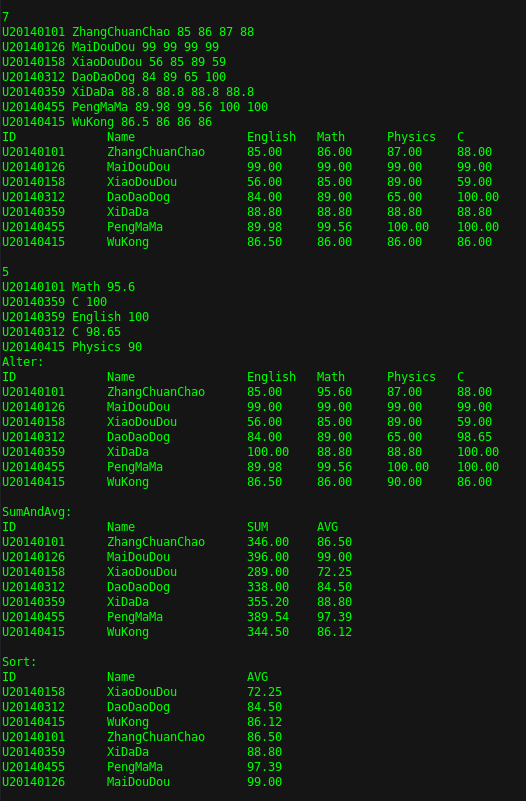 7
U20140101 ZhangChuanChao 85 86 87 88
U20140126 MaiDouDou 99 99 99 99
U20140158 XiaoDouDou 56 85 89 59
U20140312 DaoDaoDog 84 89 65 100
U20140359 XiDaDa 88.8 88.8 88.8 88.8
U20140455 PengMaMa 89.98 99.56 100 100
U20140415 WuKong 86.5 86 86 86
ID             Name                English   Math      Physics   C
U20140101      ZhangChuanChao      85.00     86.00     87.00     88.00
U20140126      MaiDouDou           99.00     99.00     99.00     99.00
U20140158      XiaoDouDou          56.00     85.00     89.00     59.00
U20140312      DaoDaoDog           84.00     89.00     65.00     100.00
U20140359      XiDaDa              88.80     88.80     88.80     88.80
U20140455      PengMaMa            89.98     99.56     100.00    100.00
U20140415      WuKong              86.50     86.00     86.00     86.00

5
U20140101 Math 95.6
U20140359 C 100
U20140359 English 100
U20140312 C 98.65
U20140415 Physics 90
Alter:
ID             Name                English   Math      Physics   C
U20140101      ZhangChuanChao      85.00     95.60     87.00     88.00
U20140126      MaiDouDou           99.00     99.00     99.00     99.00
U20140158      XiaoDouDou          56.00     85.00     89.00     59.00
U20140312      DaoDaoDog           84.00     89.00     65.00     98.65
U20140359      XiDaDa              100.00    88.80     88.80     100.00
U20140455      PengMaMa            89.98     99.56     100.00    100.00
U20140415      WuKong              86.50     86.00     90.00     86.00

SumAndAvg:
ID             Name                SUM       AVG
U20140101      ZhangChuanChao      346.00    86.50
U20140126      MaiDouDou           396.00    99.00
U20140158      XiaoDouDou          289.00    72.25
U20140312      DaoDaoDog           338.00    84.50
U20140359      XiDaDa              355.20    88.80
U20140455      PengMaMa            389.54    97.39
U20140415      WuKong              344.50    86.12

Sort:
ID             Name                AVG
U20140158      XiaoDouDou          72.25
U20140312      DaoDaoDog           84.50
U20140415      WuKong              86.12
U20140101      ZhangChuanChao      86.50
U20140359      XiDaDa              88.80
U20140455      PengMaMa            97.39
U20140126      MaiDouDou           99.00